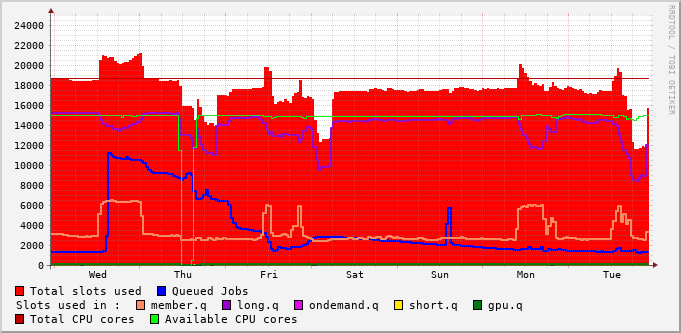 24000
22000
20000
18000
16000
14000
12000
10000
8000
6000
4000
2000
0
Wed Thu Fri Sat Sun Mon Tue
RRDTOOL / TOBI OETIKER
Total slots used Queued Jobs
Slots used in : member.q long.q ondemand.q short.q gpu.q
Total CPU cores Available CPU cores